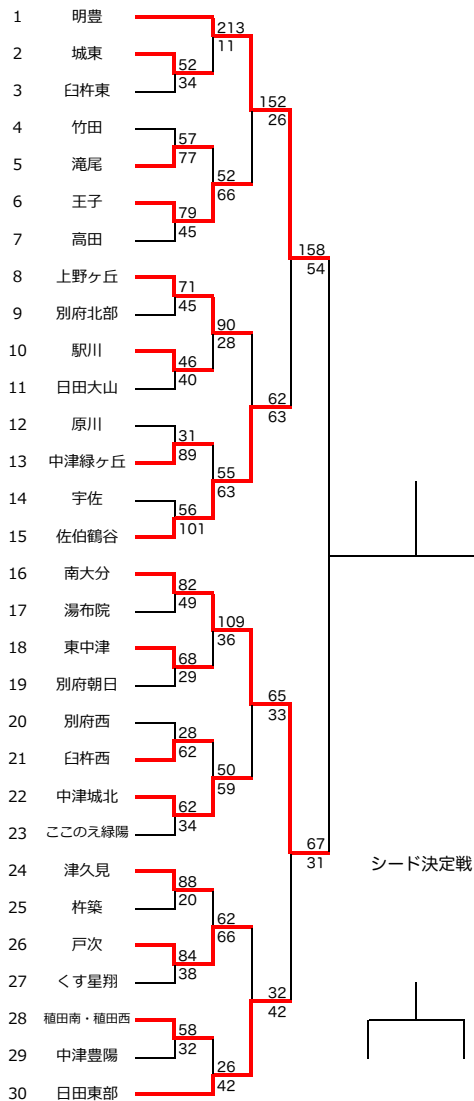 1 明豊
213
11
2 城東
52
34
3 臼杵東
152
26
4 竹田
57
77
5 滝尾
52
66
6 王子
79
45
7 高田
158
54
8 上野ヶ丘
71
45
9 別府北部
90
28
10 駅川
46
40
11 日田大山
62
63
12 原川
31
89
13 中津緑ヶ丘
55
63
14 宇佐
56
101
15 佐伯鶴谷
16 南大分
82
49
17 湯布院
109
36
18 東中津
68
29
19 別府朝日
65
33
20 別府西
28
62
21 臼杵西
50
59
22 中津城北
62
34
23 ここのえ緑陽
67
31
シード決定戦
24 津久見
88
20
25 杵築
62
66
26 戸次
84
38
27 くす星翔
32
42
28 稙田南・稙田西
58
32
29 中津豊陽
26
42
30 日田東部